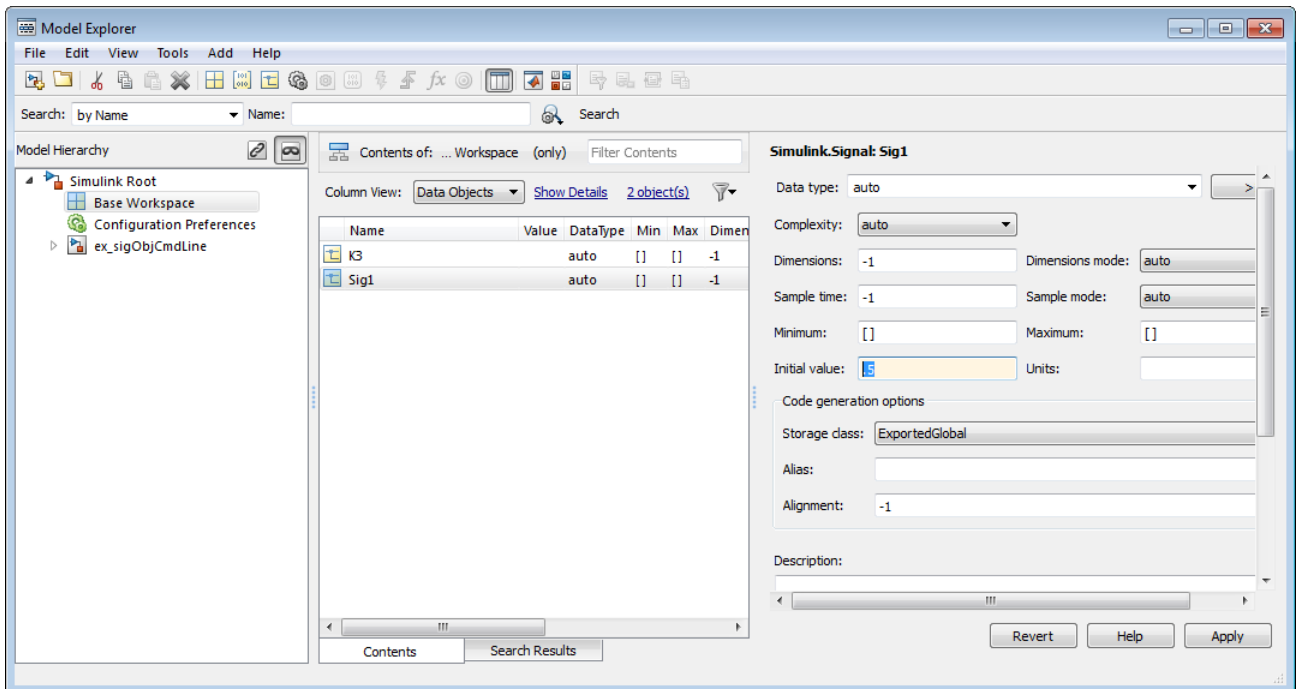 Model Explorer
File Edit View Tools Add Help
fx
Search: by Name Name: Search
Model Hierarchy
Simulink Root
Base Workspace
Configuration Preferences
ex_sigObjCmdLine
Contents of: ... Workspace (only) Filter Contents
Column View: Data Objects Show Details 2 object(s)
Name Value DataType Min Max Dimen
K3 auto [] [] -1
Sig1 auto [] [] -1
Contents Search Results
Simulink.Signal: Sig1
Data type: auto >
Complexity: auto
Dimensions: -1 Dimensions mode: auto
Sample time: -1 Sample mode: auto
Minimum: [] Maximum: []
Initial value: .5 Units:
Code generation options
Storage class: ExportedGlobal
Alias:
Alignment: -1
Description:
Revert Help Apply